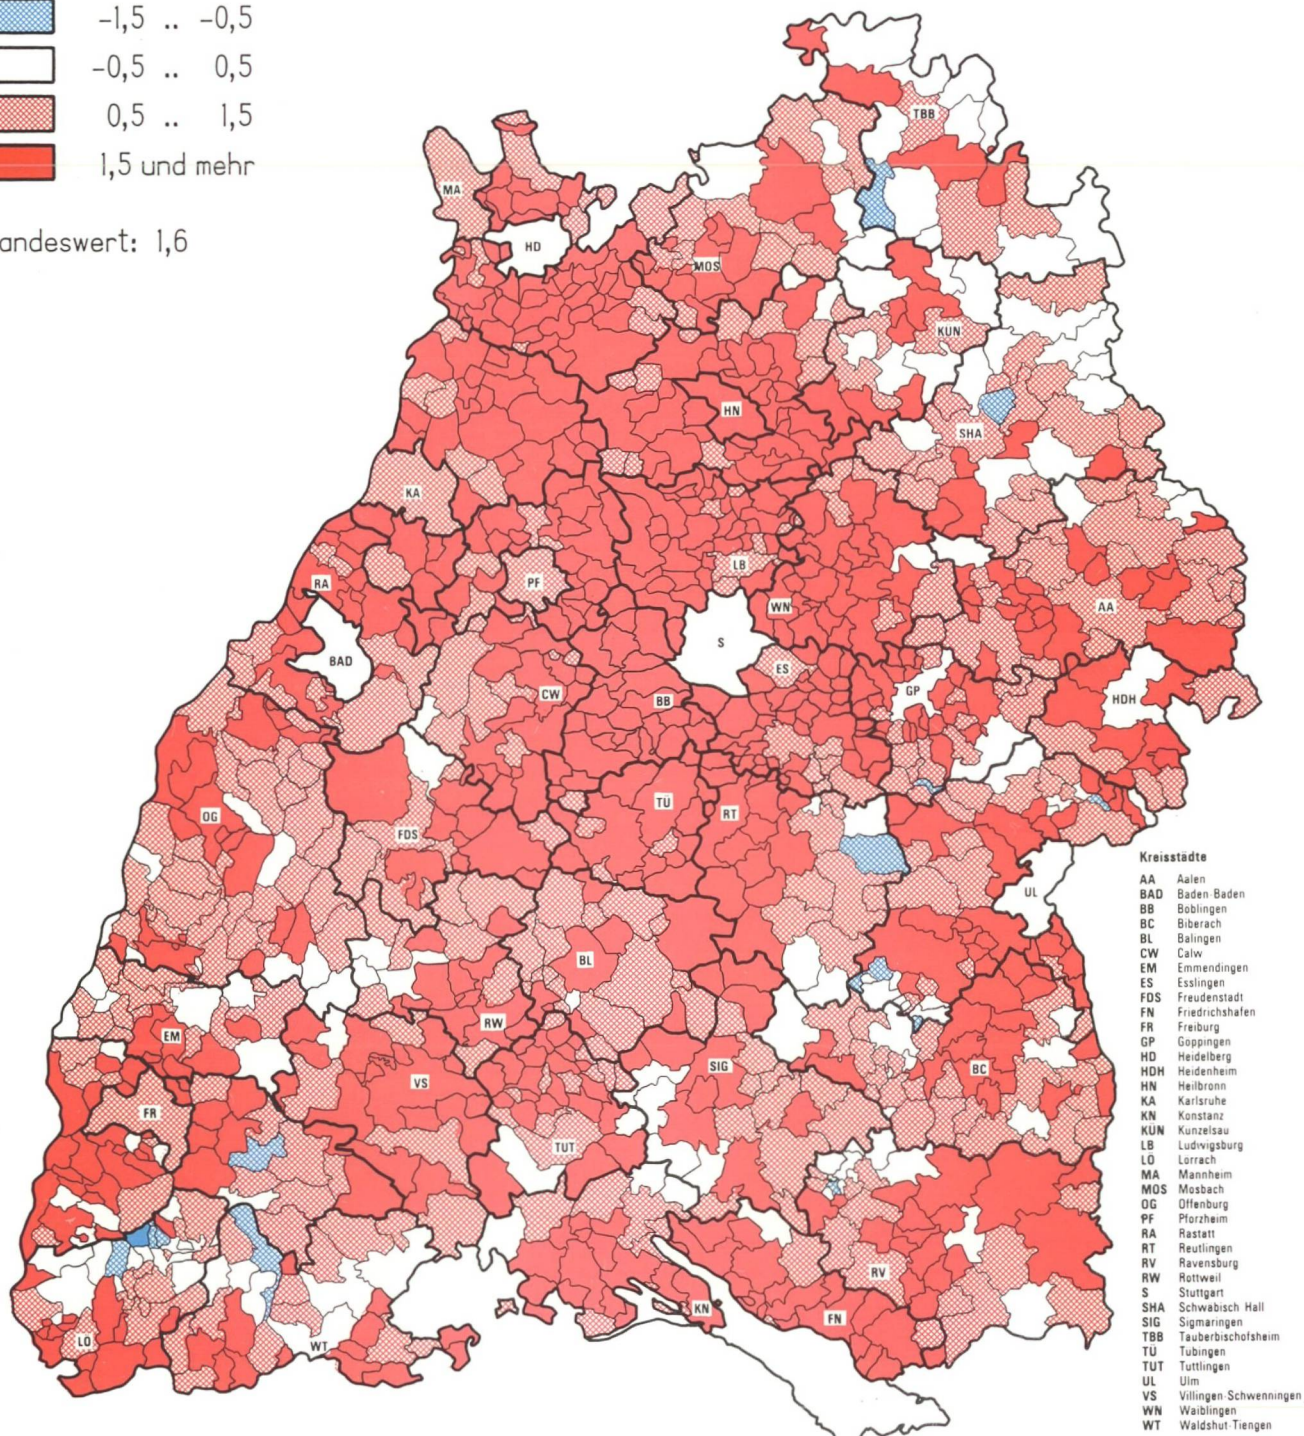 -1,5 .. -0,5
-0,5 .. 0,5
0,5 .. 1,5
1,5 und mehr
andeswert: 1,6
TBB
MA
HD
MOS
KÜN
HN
SHA
KA
LB
RA
PF
WN
AA
S
BAD
ES
CW
BB
GP
HDH
TÜ
RT
OG
FDS
UL
BL
RW
EM
SIG
BC
VS
FR
TUT
RV
KN
FN
LÖ
WT
Kreisstädte
AA Aalen
BAD Baden-Baden
BB Boblingen
BC Biberach
BL Balingen
CW Calw
EM Emmendingen
ES Esslingen
FDS Freudenstadt
FN Friedrichshafen
FR Freiburg
GP Goppingen
HD Heidelberg
HDH Heidenheim
HN Heilbronn
KA Karlsruhe
KN Konstanz
KÜN Kunzelsau
LB Ludwigsburg
LÖ Lorrach
MA Mannheim
MOS Mosbach
OG Offenburg
PF Pforzheim
RA Rastatt
RT Reutlingen
RV Ravensburg
RW Rottweil
S Stuttgart
SHA Schwabisch Hall
SIG Sigmaringen
TBB Tauberbischofsheim
TÜ Tubingen
TUT Tuttlingen
UL Ulm
VS Villingen-Schwenningen
WN Waiblingen
WT Waldshut-Tiengen